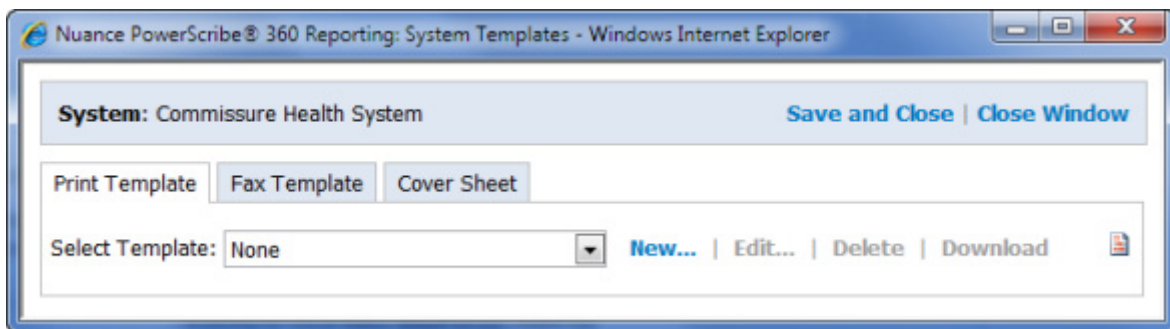 Nuance PowerScribe® 360 Reporting: System Templates - Windows Internet Explorer
System: Commissure Health System Save and Close | Close Window
Print Template Fax Template Cover Sheet
Select Template: None New... | Edit... | Delete | Download